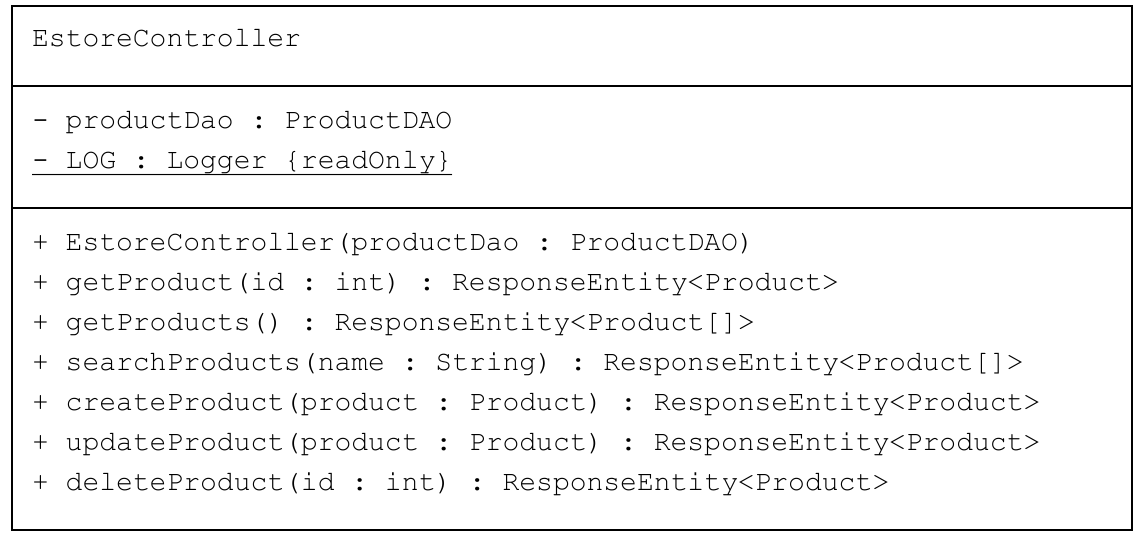 EstoreController
- productDao : ProductDAO
- LOG : Logger {readOnly}
+ EstoreController(productDao : ProductDAO)
+ getProduct(id : int) : ResponseEntity<Product>
+ getProducts() : ResponseEntity<Product[]>
+ searchProducts(name : String) : ResponseEntity<Product[]>
+ createProduct(product : Product) : ResponseEntity<Product>
+ updateProduct(product : Product) : ResponseEntity<Product>
+ deleteProduct(id : int) : ResponseEntity<Product>